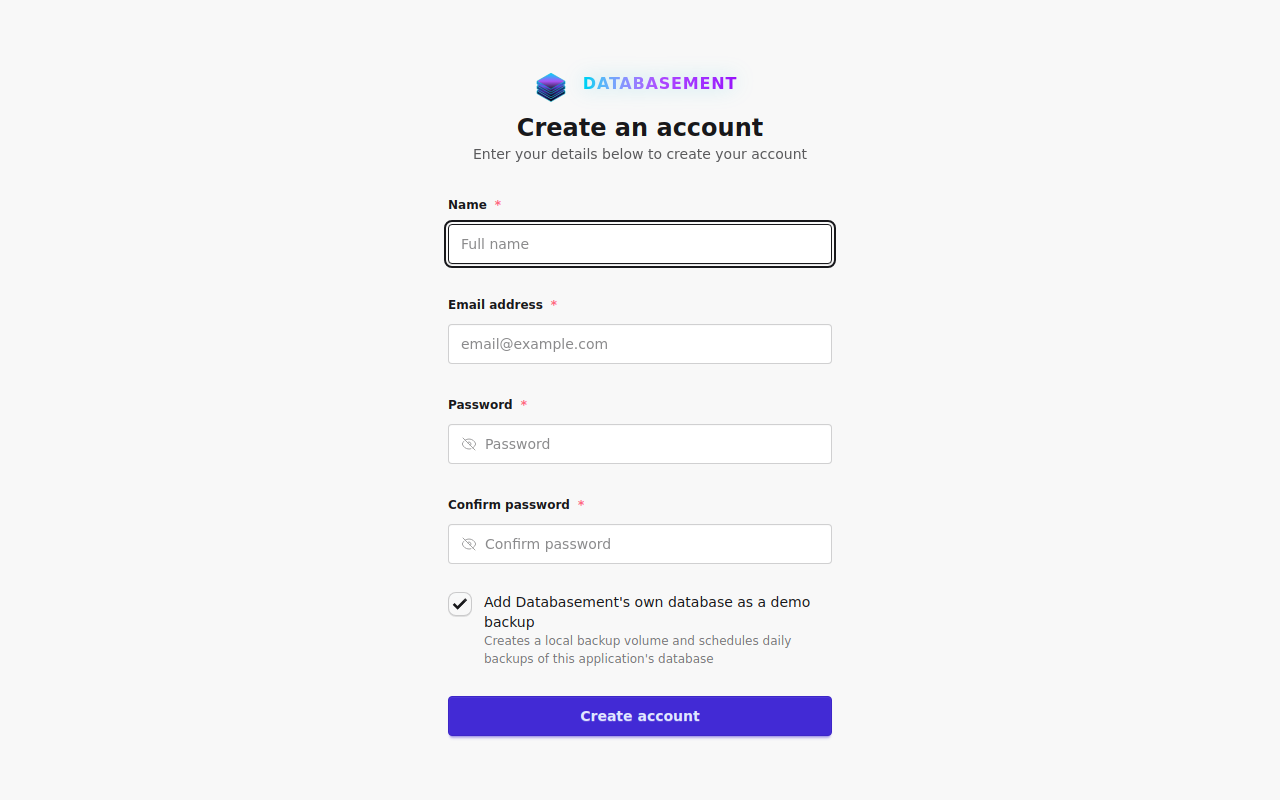 DATABASEMENT
Create an account
Enter your details below to create your account
Name *
Full name
Email address *
email@example.com
Password *
Password
Confirm password *
Confirm password
Add Databasement's own database as a demo
backup
Creates a local backup volume and schedules daily
backups of this application's database
Create account